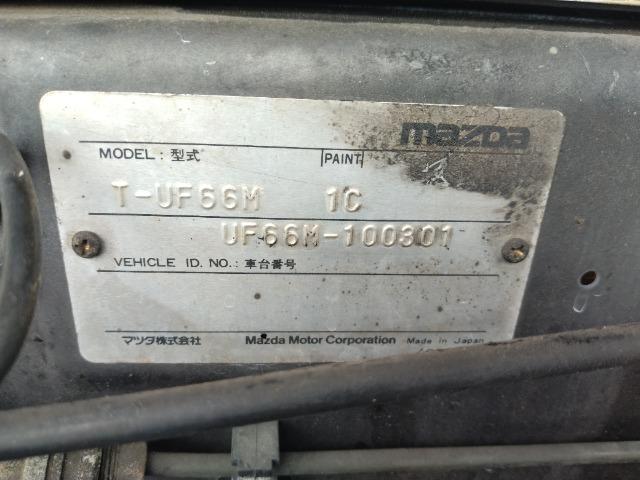 mazda
MODEL : 型式 PAINT
T-UF66M 1C
UF66M-100301
VEHICLE ID. NO. : 車台番号
マツダ株式会社 Mazda Motor Corporation Made in Japan